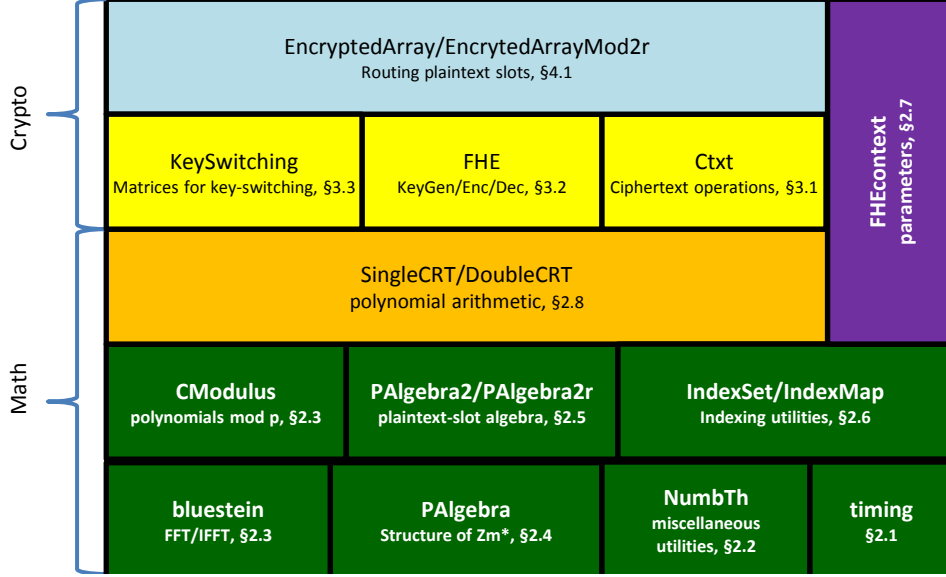 Crypto
EncryptedArray/EncrytedArrayMod2r
Routing plaintext slots, §4.1
KeySwitching
Matrices for key-switching, §3.3
FHE
KeyGen/Enc/Dec, §3.2
Ctxt
Ciphertext operations, §3.1
FHEcontext
parameters, §2.7
Math
SingleCRT/DoubleCRT
polynomial arithmetic, §2.8
CModulus
polynomials mod p, §2.3
PAlgebra2/PAlgebra2r
plaintext-slot algebra, §2.5
IndexSet/IndexMap
Indexing utilities, §2.6
bluestein
FFT/IFFT, §2.3
PAlgebra
Structure of Zm*, §2.4
NumbTh
miscellaneous
utilities, §2.2
timing
§2.1